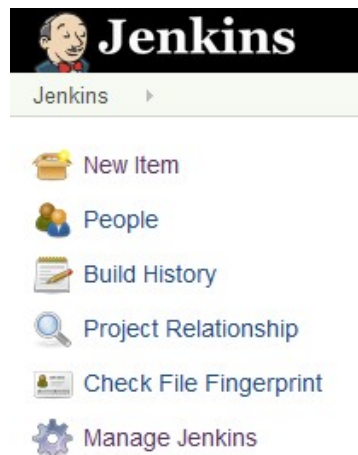 Jenkins
Jenkins
New Item
People
Build History
Project Relationship
Check File Fingerprint
Manage Jenkins